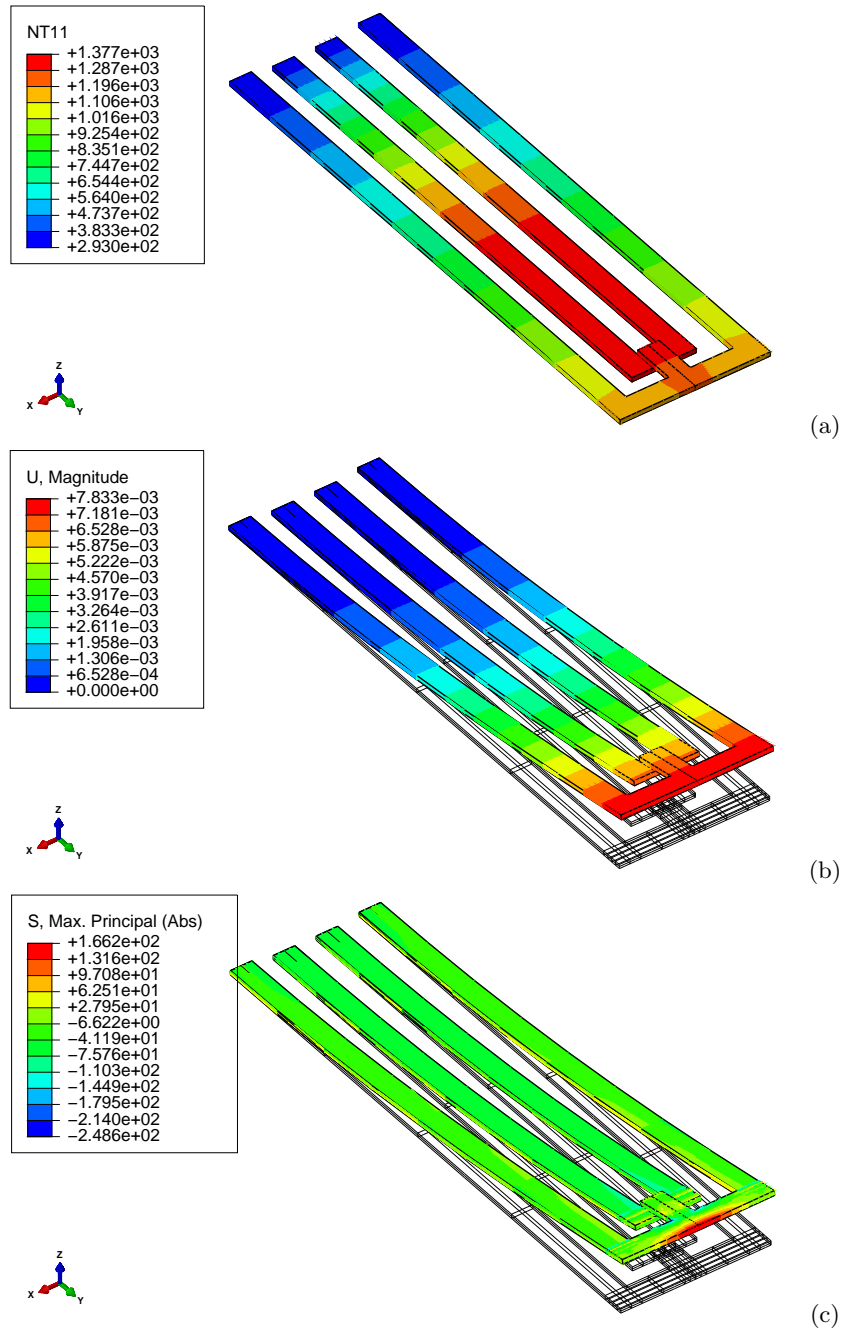 NT11
+1.377e+03
+1.287e+03
+1.196e+03
+1.106e+03
+1.016e+03
+9.254e+02
+8.351e+02
+7.447e+02
+6.544e+02
+5.640e+02
+4.737e+02
+3.833e+02
+2.930e+02
Z
X
Y
(a)
U, Magnitude
+7.833e−03
+7.181e−03
+6.528e−03
+5.875e−03
+5.222e−03
+4.570e−03
+3.917e−03
+3.264e−03
+2.611e−03
+1.958e−03
+1.306e−03
+6.528e−04
+0.000e+00
Z
X
Y
(b)
S, Max. Principal (Abs)
+1.662e+02
+1.316e+02
+9.708e+01
+6.251e+01
+2.795e+01
−6.622e+00
−4.119e+01
−7.576e+01
−1.103e+02
−1.449e+02
−1.795e+02
−2.140e+02
−2.486e+02
Z
X
Y
(c)